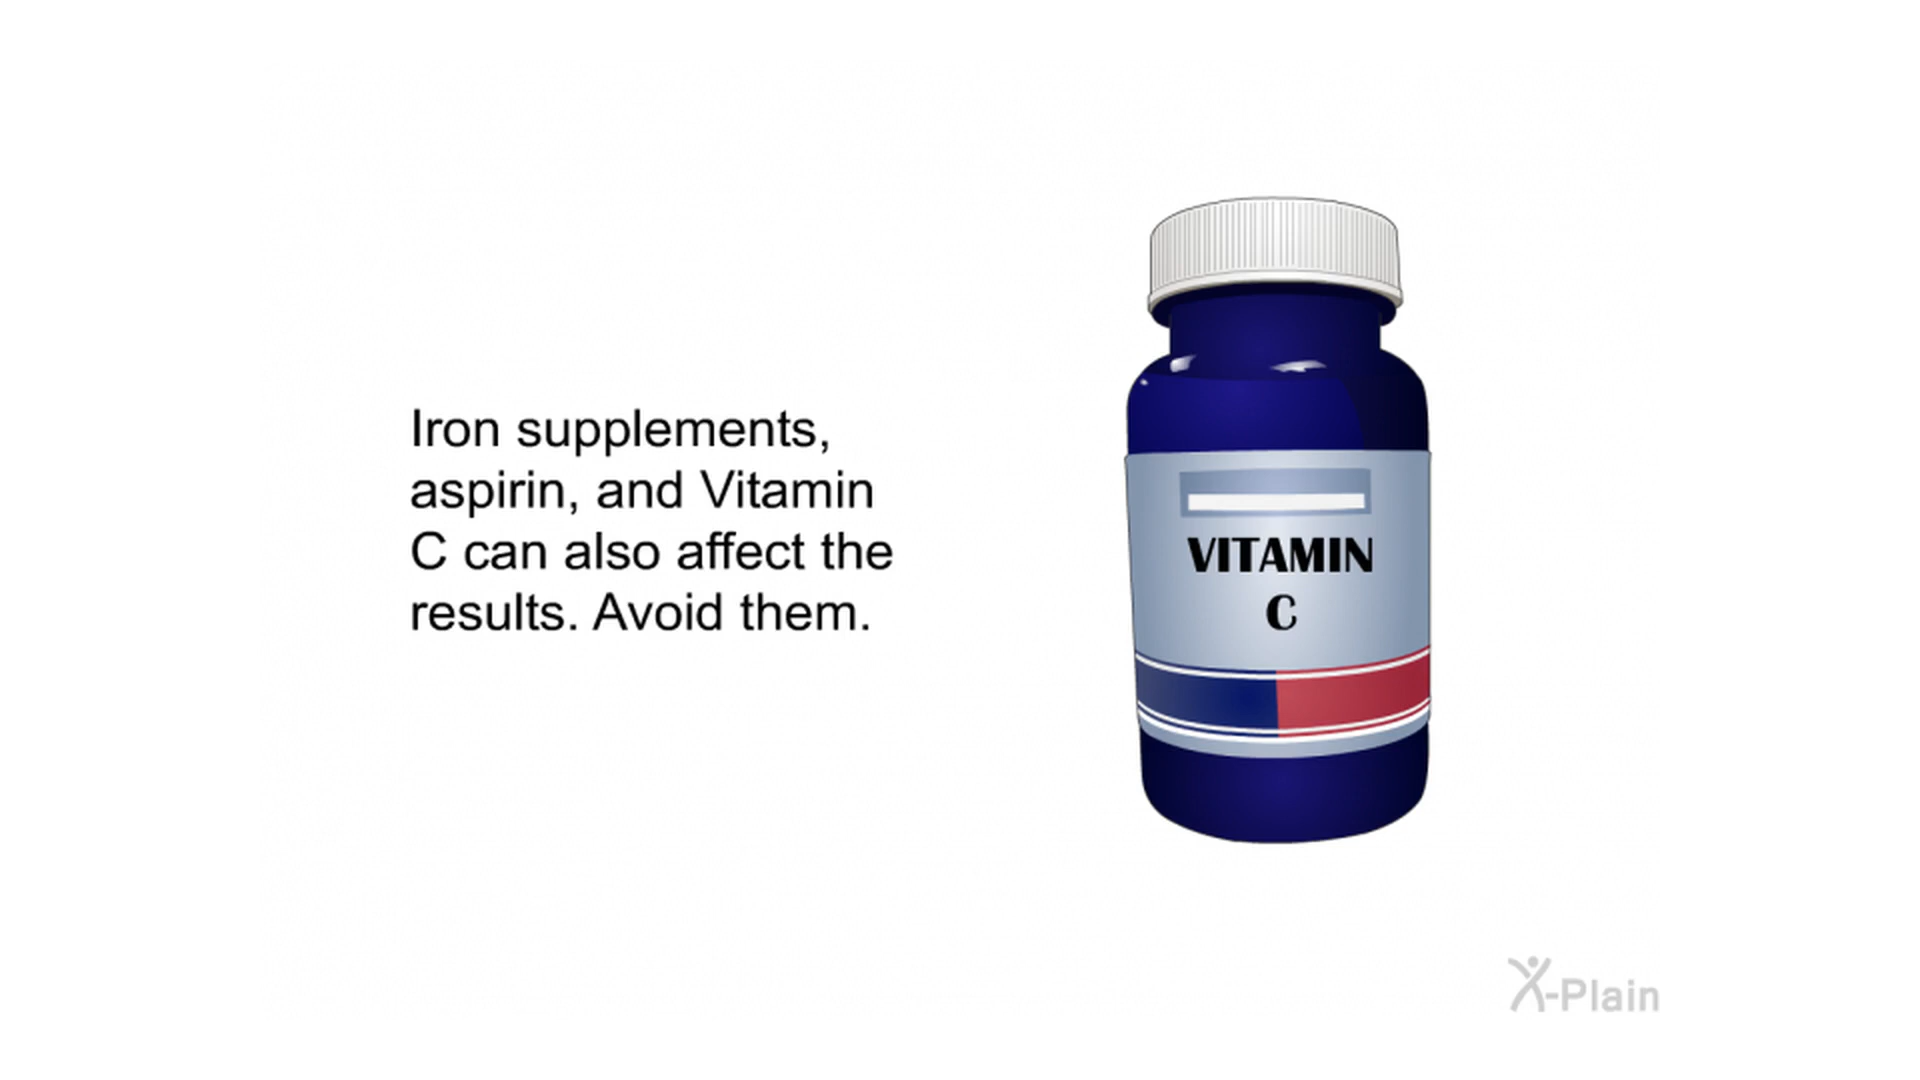 Iron supplements,
aspirin, and Vitamin
C can also affect the
results. Avoid them.
VITAMIN
C
X-Plain